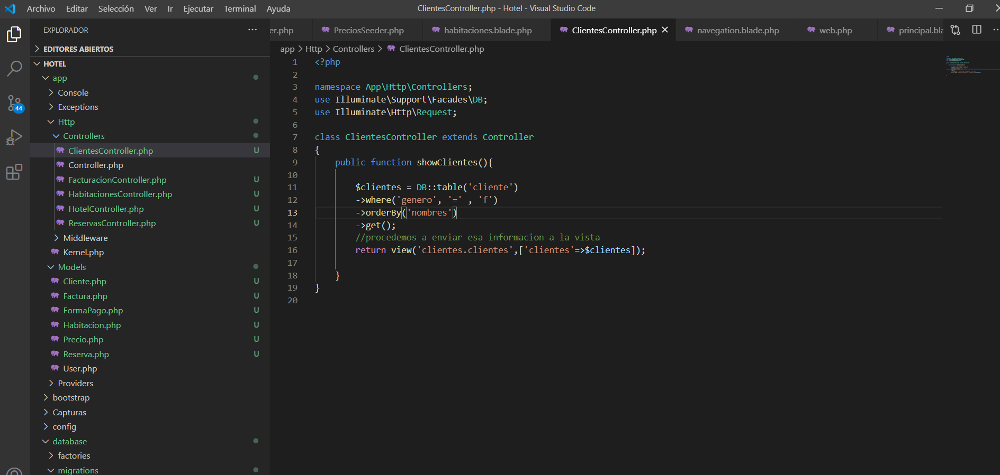 Archivo Editar Selección Ver Ir Ejecutar Terminal Ayuda
ClientesController.php - Hotel - Visual Studio Code
EXPLORADOR
EDITORES ABIERTOS
HOTEL
app
Console
Exceptions
Http
Controllers
ClientesController.php U
Controller.php
FacturacionController.php U
HabitacionesController.php U
HotelController.php U
ReservasController.php U
Middleware
Kernel.php
Models
Cliente.php U
Factura.php U
FormaPago.php U
Habitacion.php U
Precio.php U
Reserva.php U
User.php
Providers
bootstrap
Capturas
config
database
factories
migrations
44
er.php PreciosSeeder.php habitaciones.blade.php ClientesController.php navegation.blade.php web.php principal.bla
app > Http > Controllers > ClientesController.php
1 <?php
2
3 namespace App\Http\Controllers;
4 use Illuminate\Support\Facades\DB;
5 use Illuminate\Http\Request;
6
7 class ClientesController extends Controller
8 {
9 public function showClientes(){
10
11 $clientes = DB::table('cliente')
12 ->where('genero', '=' , 'f')
13 ->orderBy('nombres')
14 ->get();
15 //procedemos a enviar esa informacion a la vista
16 return view('clientes.clientes',['clientes'=>$clientes]);
17
18 }
19 }
20